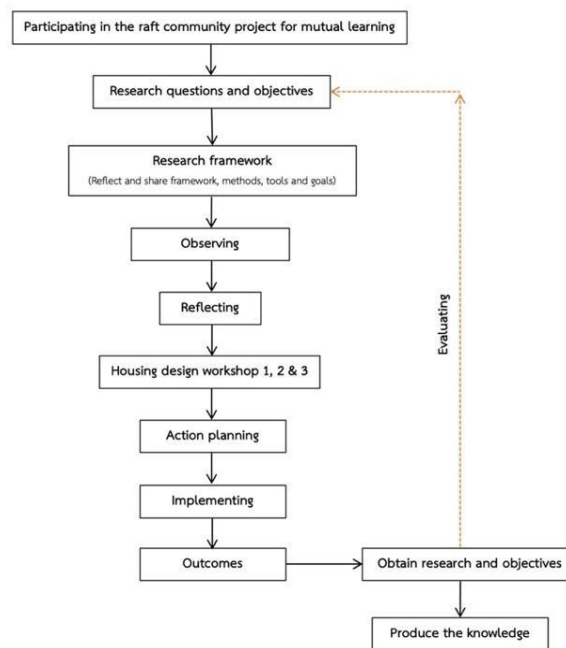 Participating in the raft community project for mutual learning
Research questions and objectives
Research framework
(Reflect and share framework, methods, tools and goals)
Observing
Reflecting
Housing design workshop 1, 2 & 3
Action planning
Implementing
Outcomes
Obtain research and objectives
Produce the knowledge
Evaluating